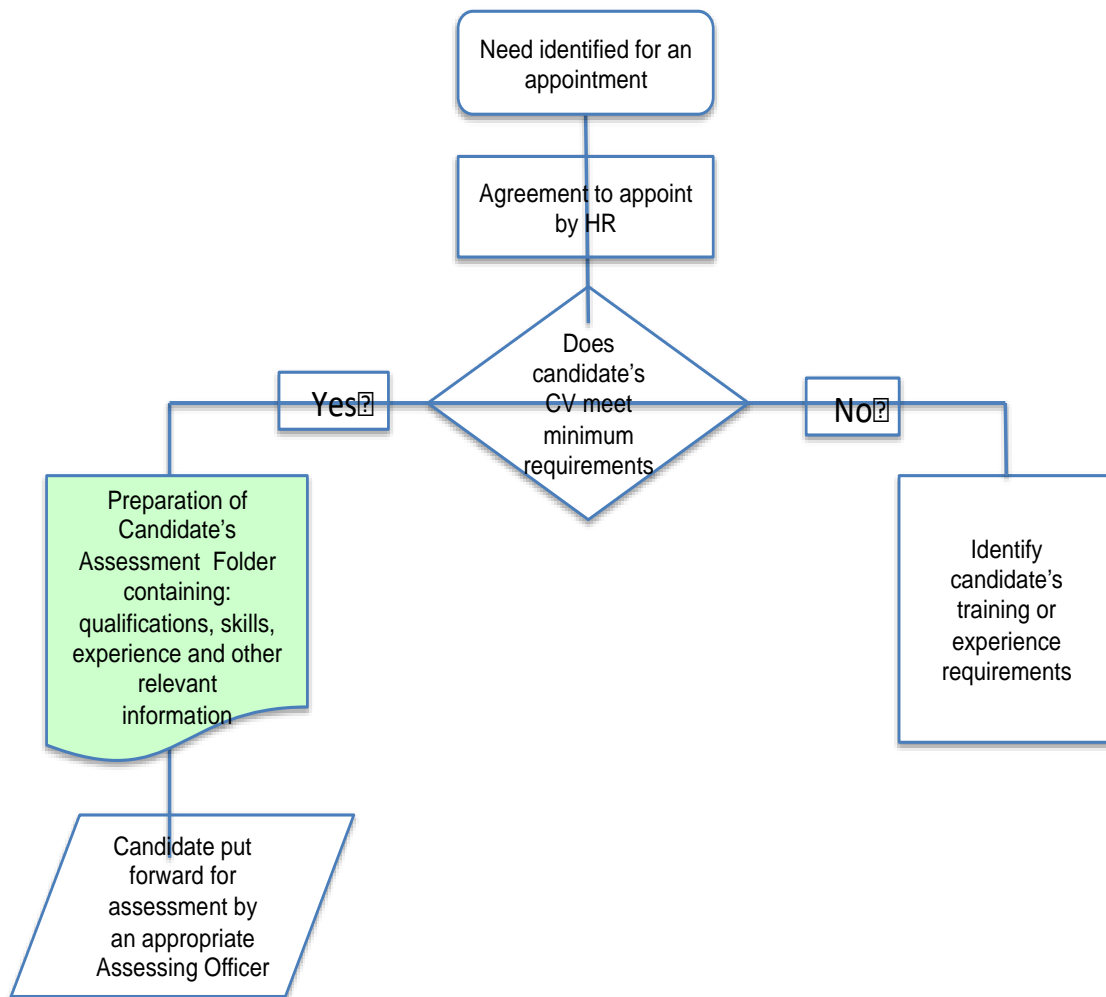 Need identified for an
appointment
Agreement to appoint
by HR
Does
candidate’s
CV meet
minimum
requirements
Yes⍰
No⍰
Preparation of
Candidate’s
Assessment Folder
containing:
qualifications, skills,
experience and other
relevant
information
Identify
candidate’s
training or
experience
requirements
Candidate put
forward for
assessment by
an appropriate
Assessing Officer